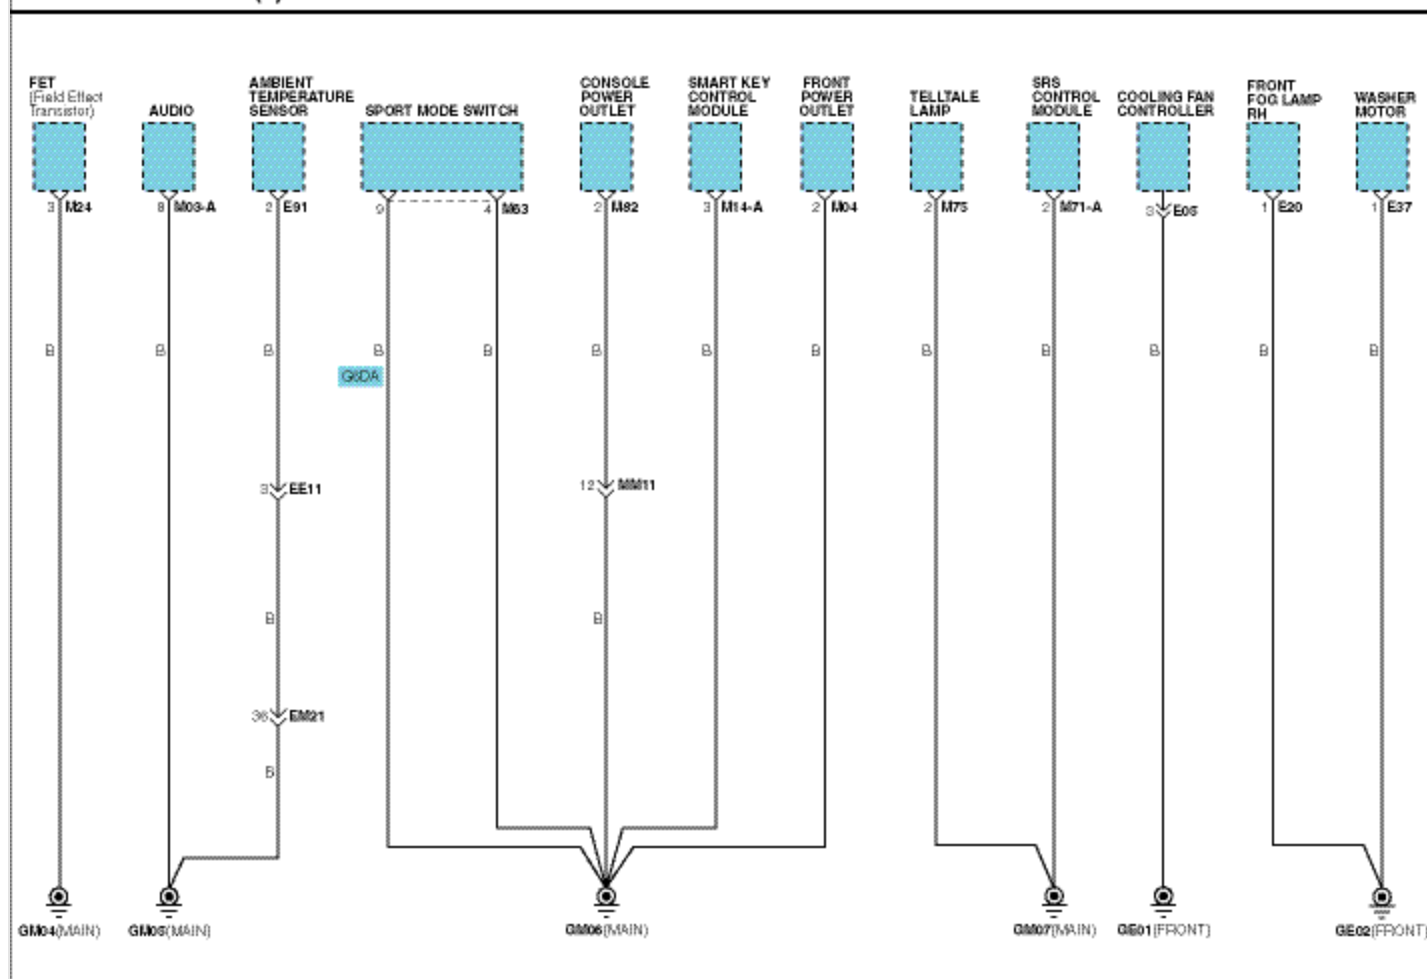 FET
(Field Effect
Transistor)
AUDIO
AMBIENT
TEMPERATURE
SENSOR
SPORT MODE SWITCH
CONSOLE
POWER
OUTLET
SMART KEY
CONTROL
MODULE
FRONT
POWER
OUTLET
TELLTALE
LAMP
SRS
CONTROL
MODULE
COOLING FAN
CONTROLLER
FRONT
FOG LAMP
RH
WASHER
MOTOR
3 M24
8 M03-A
2 E91
9
4 M63
2 M82
3 M14-A
2 M04
2 M75
2 M71-A
3 E05
1 E20
1 E37
B
B
B
B
B
B
B
B
B
B
B
B
B
G6DA
3 EE11
12 MM11
B
B
36 EM21
B
GM04(MAIN)
GM05(MAIN)
GM06(MAIN)
GM07(MAIN)
GE01(FRONT)
GE02(FRONT)